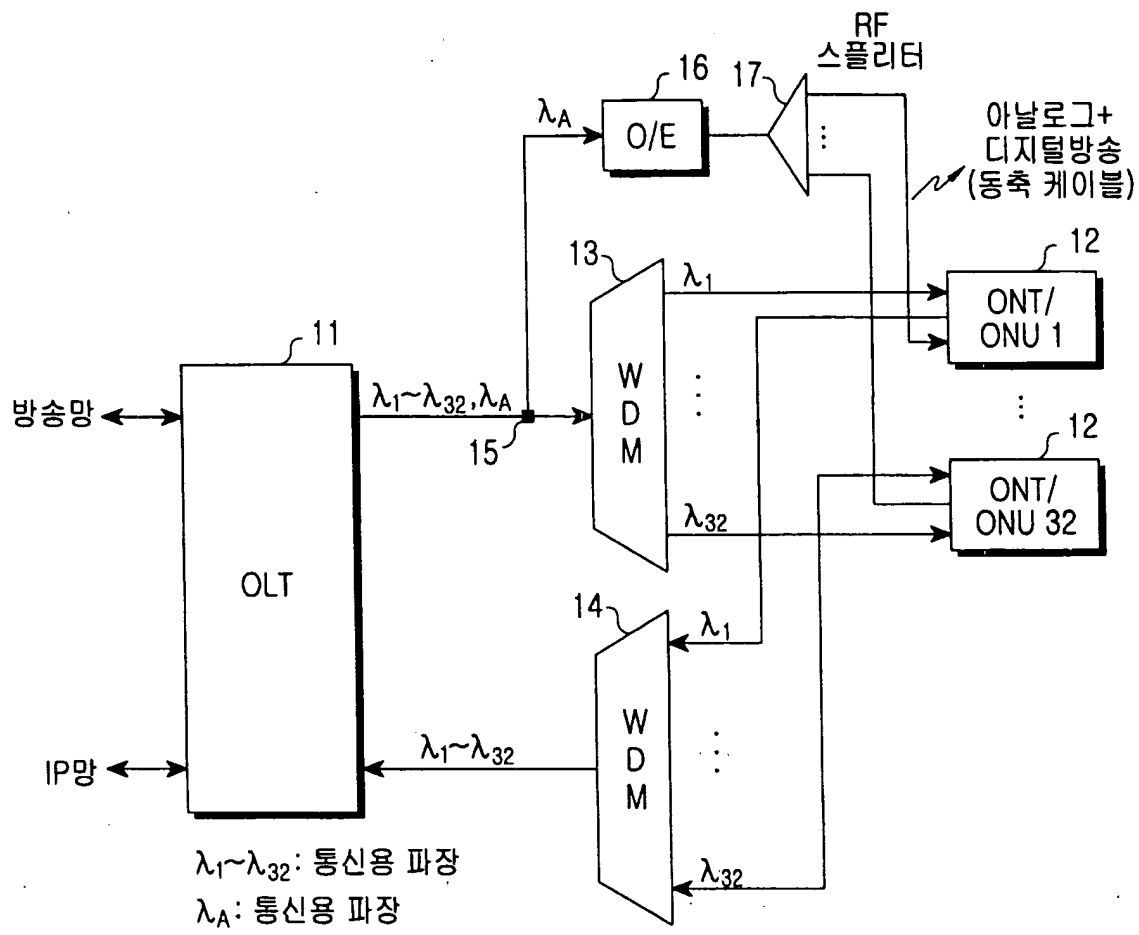 RF
스플리터
16
17
λA
O/E
아날로그+
디지털방송
(동축 케이블)
13
λ1
12
ONT/
ONU 1
11
방송망
λ1~λ32, λA
15
W
D
M
12
ONT/
ONU 32
λ32
OLT
14
λ1
W
D
M
IP망
λ1~λ32
λ32
λ1~λ32: 통신용 파장
λA: 통신용 파장